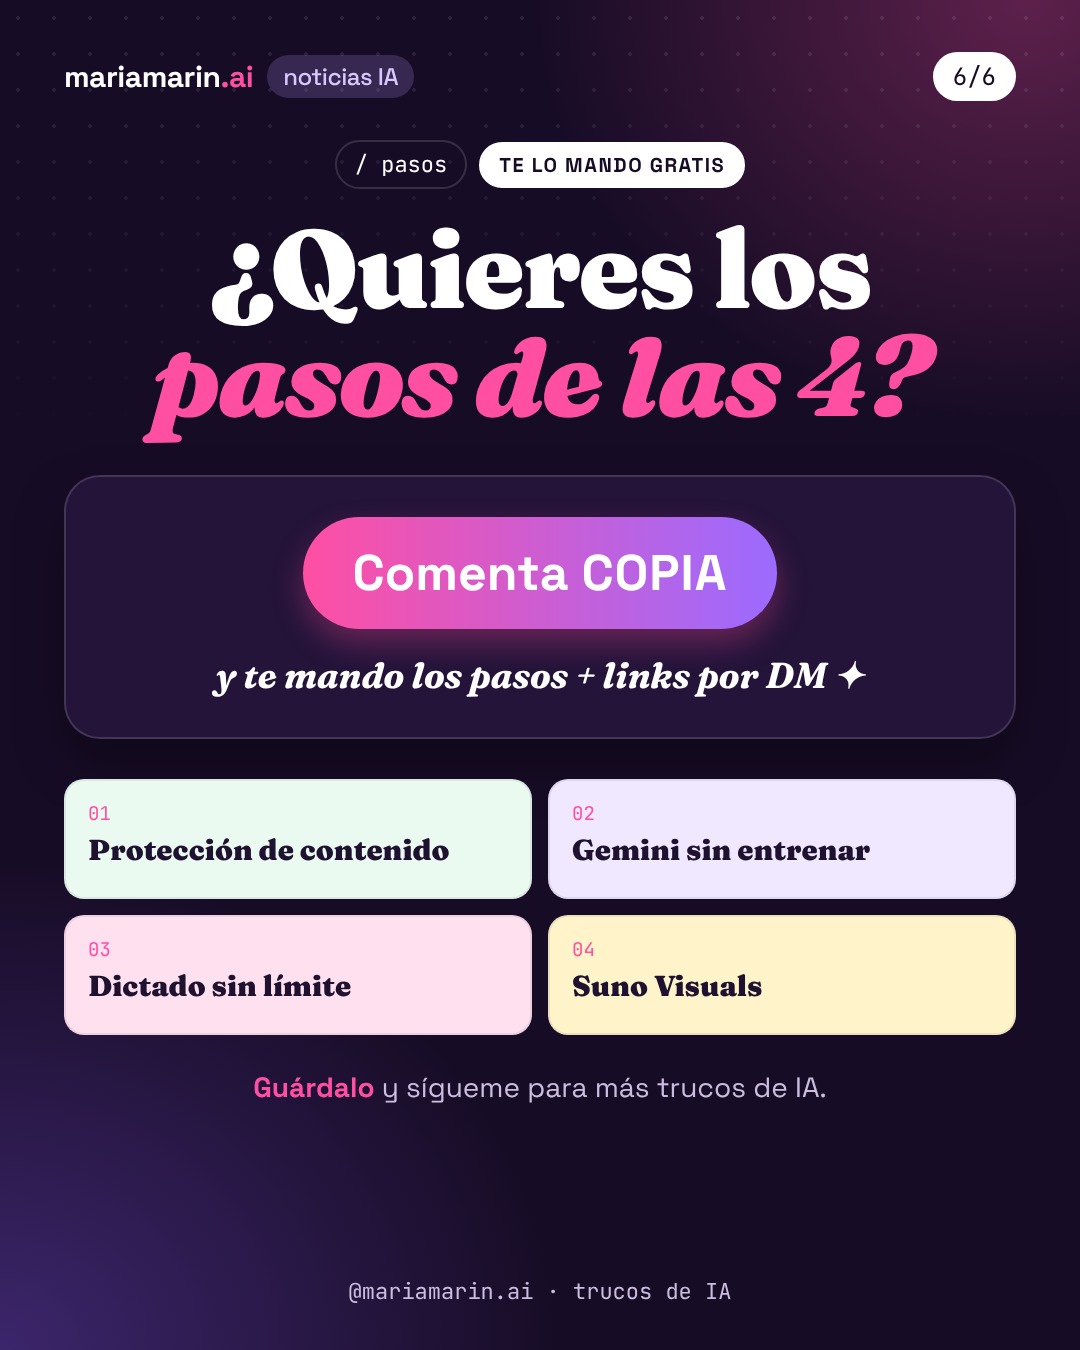 mariamarin.ai noticias IA 6/6
/ pasos TE LO MANDO GRATIS
¿Quieres los
pasos de las 4?
Comenta COPIA
y te mando los pasos + links por DM ✦
01
Protección de contenido
02
Gemini sin entrenar
03
Dictado sin límite
04
Suno Visuals
Guárdalo y sígueme para más trucos de IA.
@mariamarin.ai · trucos de IA